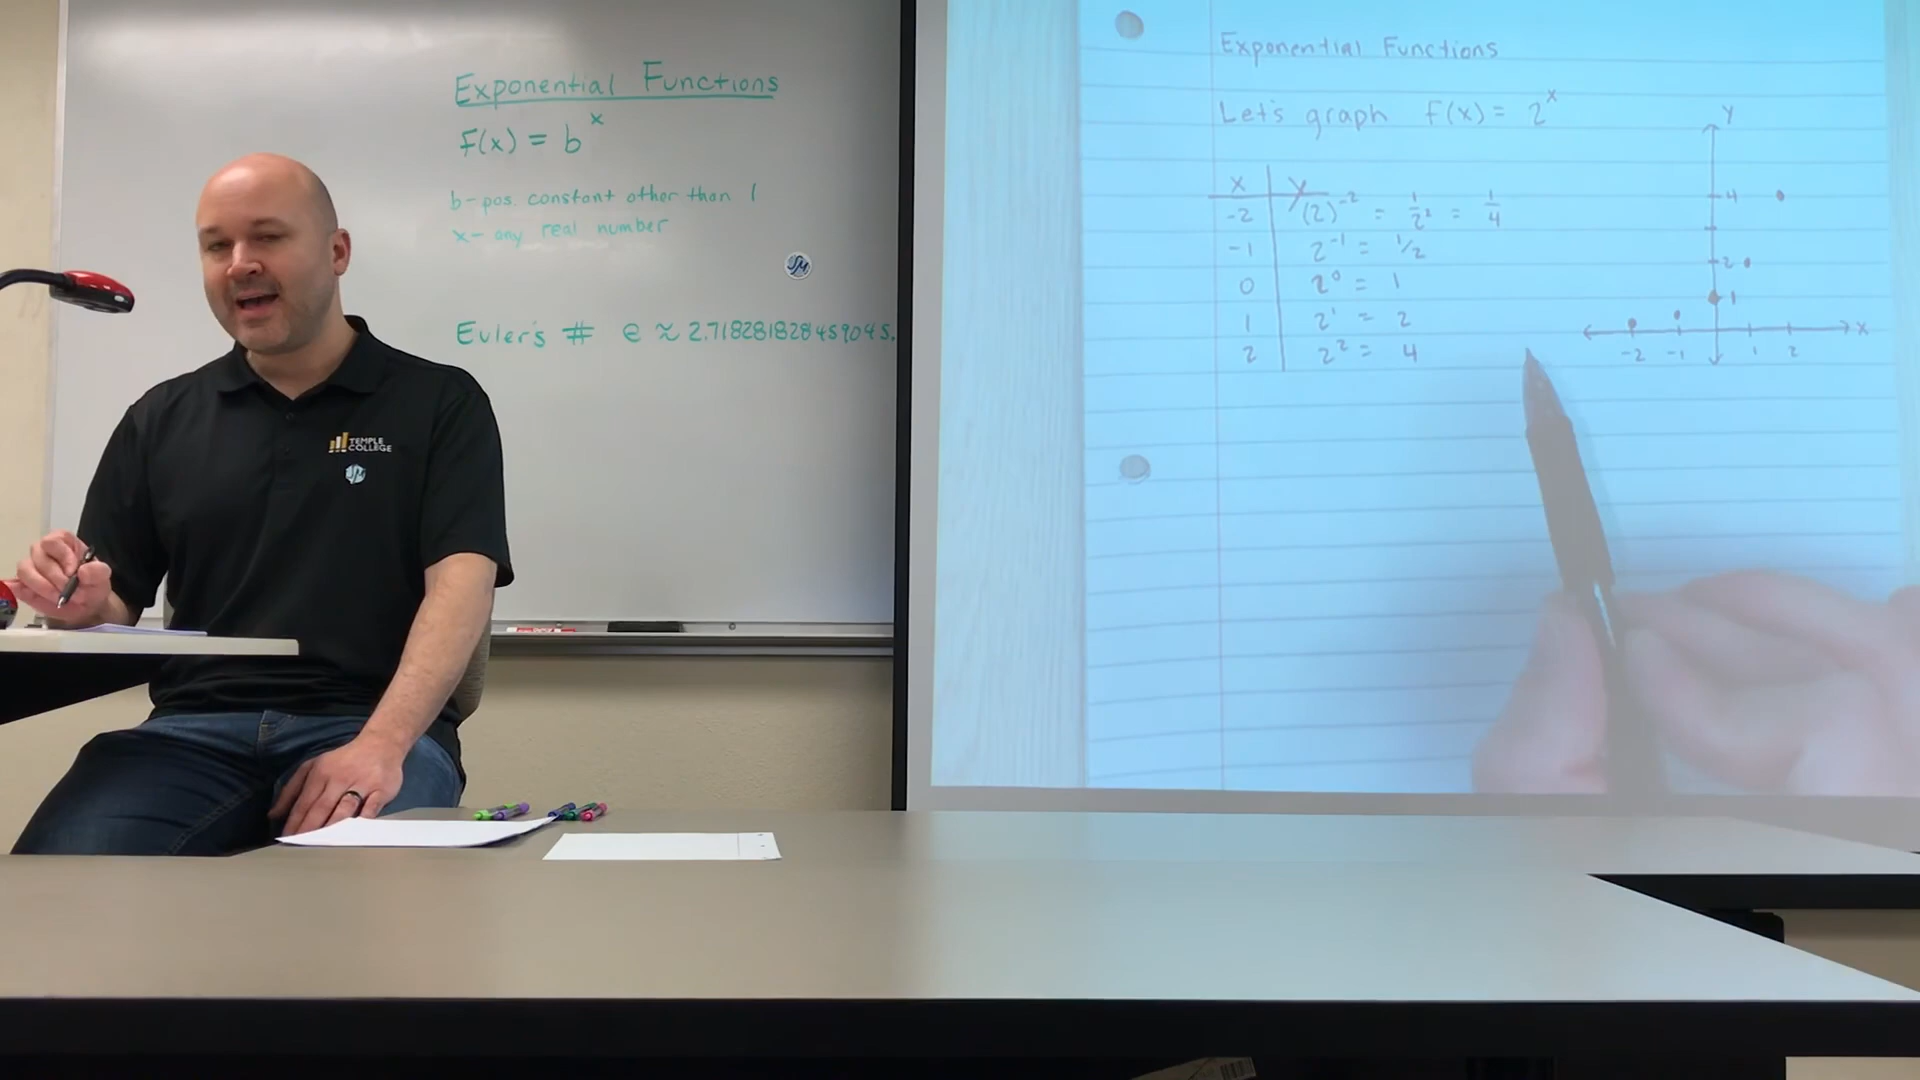 Exponential Functions
f(x) = b^x
b- pos. constant other than 1
x- any real number
SM
Euler's # e ≈ 2.718281828459045.
TEMPLE
COLLEGE
Exponential Functions
Let's graph f(x) = 2^x
x y
-2 (2)^-2 = 1/2^2 = 1/4
-1 2^-1 = 1/2
0 2^0 = 1
1 2^1 = 2
2 2^2 = 4
y
4
2
1
x
-2 -1 1 2